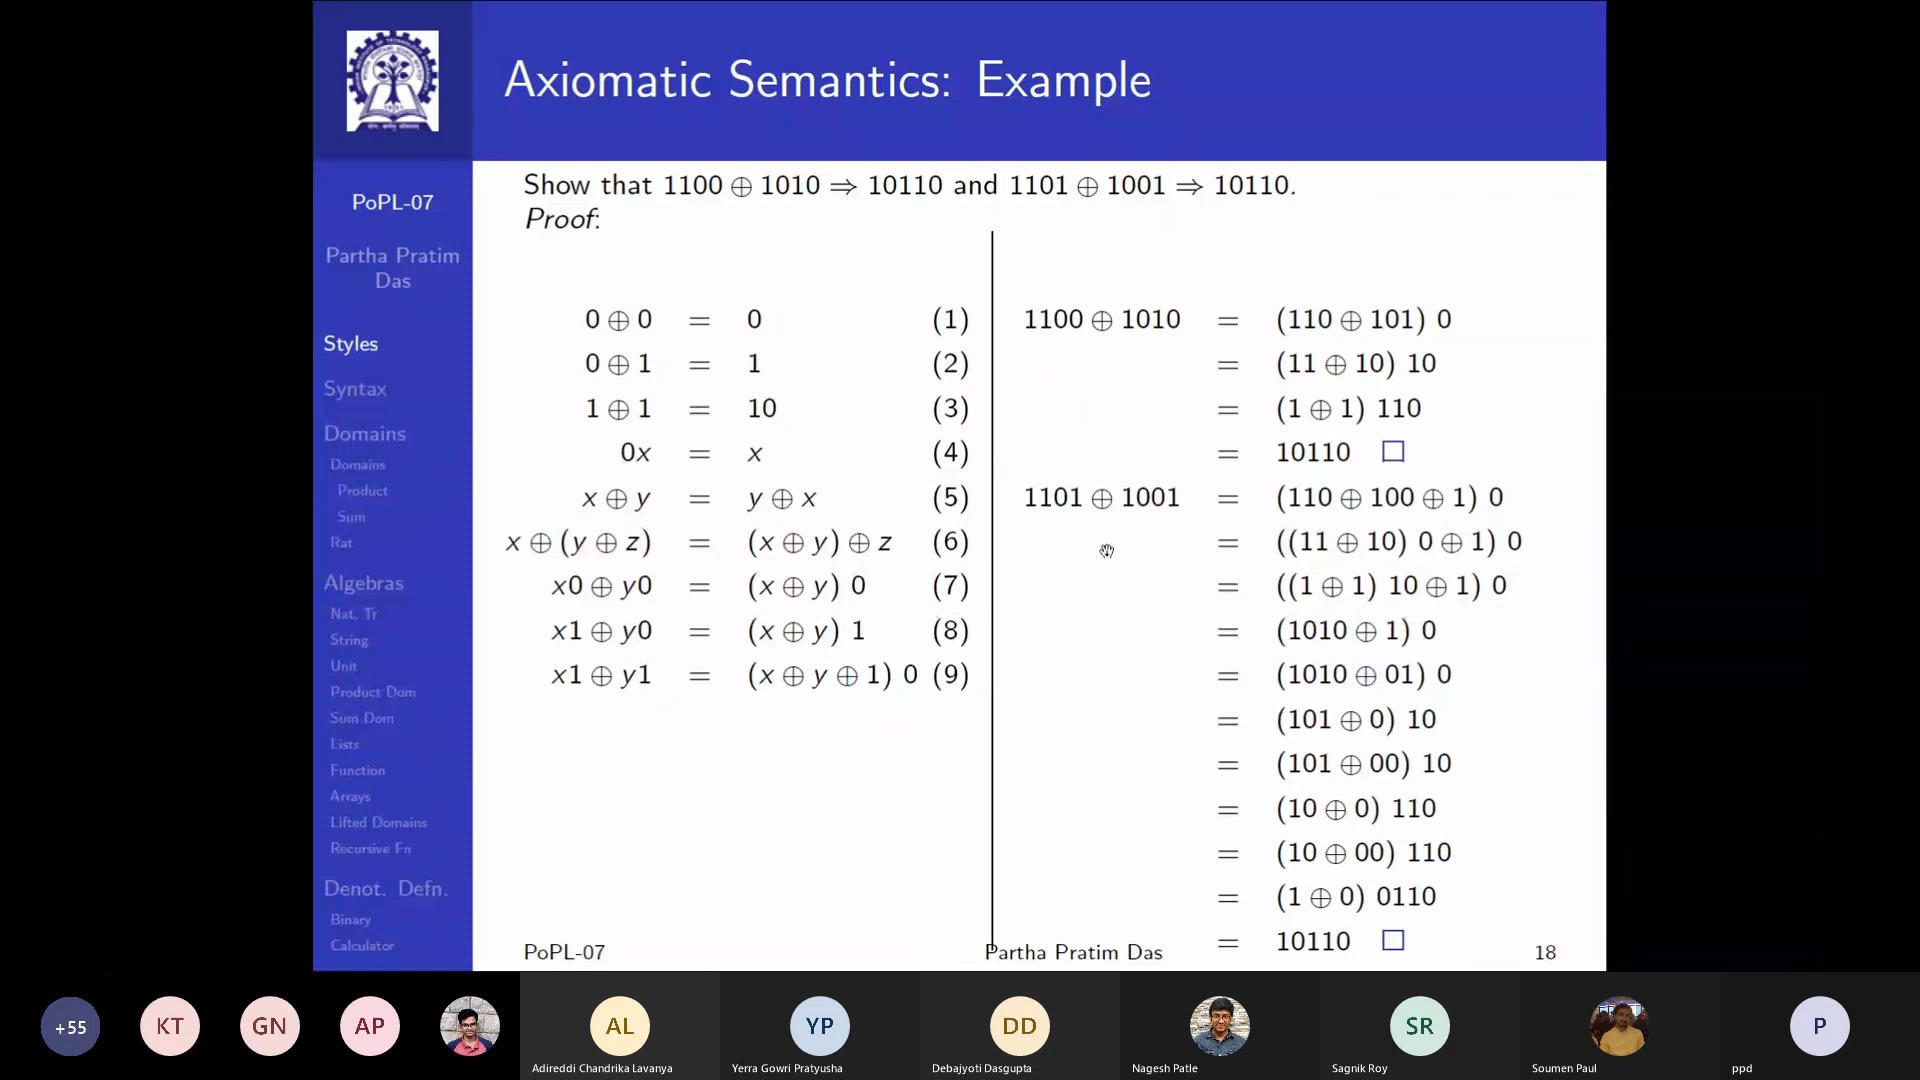 Axiomatic Semantics: Example
PoPL-07
Partha Pratim
Das
Styles
Syntax
Domains
Domains
Product
Sum
Rat
Algebras
Nat, Tr
String
Unit
Product Dom
Sum Dom
Lists
Function
Arrays
Lifted Domains
Recursive Fn
Denot. Defn.
Binary
Calculator
Show that 1100 ⊕ 1010 ⇒ 10110 and 1101 ⊕ 1001 ⇒ 10110.
Proof:
0 ⊕ 0 = 0 (1)
0 ⊕ 1 = 1 (2)
1 ⊕ 1 = 10 (3)
0x = x (4)
x ⊕ y = y ⊕ x (5)
x ⊕ (y ⊕ z) = (x ⊕ y) ⊕ z (6)
x0 ⊕ y0 = (x ⊕ y) 0 (7)
x1 ⊕ y0 = (x ⊕ y) 1 (8)
x1 ⊕ y1 = (x ⊕ y ⊕ 1) 0 (9)
1100 ⊕ 1010 = (110 ⊕ 101) 0
= (11 ⊕ 10) 10
= (1 ⊕ 1) 110
= 10110 □
1101 ⊕ 1001 = (110 ⊕ 100 ⊕ 1) 0
= ((11 ⊕ 10) 0 ⊕ 1) 0
= ((1 ⊕ 1) 10 ⊕ 1) 0
= (1010 ⊕ 1) 0
= (1010 ⊕ 01) 0
= (101 ⊕ 0) 10
= (101 ⊕ 00) 10
= (10 ⊕ 0) 110
= (10 ⊕ 00) 110
= (1 ⊕ 0) 0110
= 10110 □
PoPL-07 Partha Pratim Das 18
+55 KT GN AP AL YP DD SR P
Adireddi Chandrika Lavanya Yerra Gowri Pratyusha Debajyoti Dasgupta Nagesh Patle Sagnik Roy Soumen Paul ppd